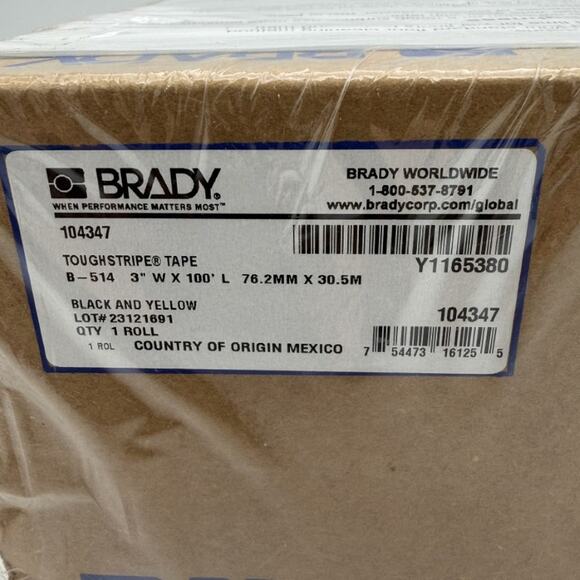 BRADY®
WHEN PERFORMANCE MATTERS MOST™
BRADY WORLDWIDE
1-800-537-8791
www.bradycorp.com/global
104347
TOUGHSTRIPE® TAPE
B-514 3" W X 100' L 76.2MM X 30.5M
Y1165380
BLACK AND YELLOW
LOT# 23121691
QTY 1 ROLL
1 ROL COUNTRY OF ORIGIN MEXICO
104347
7 54473 16125 5